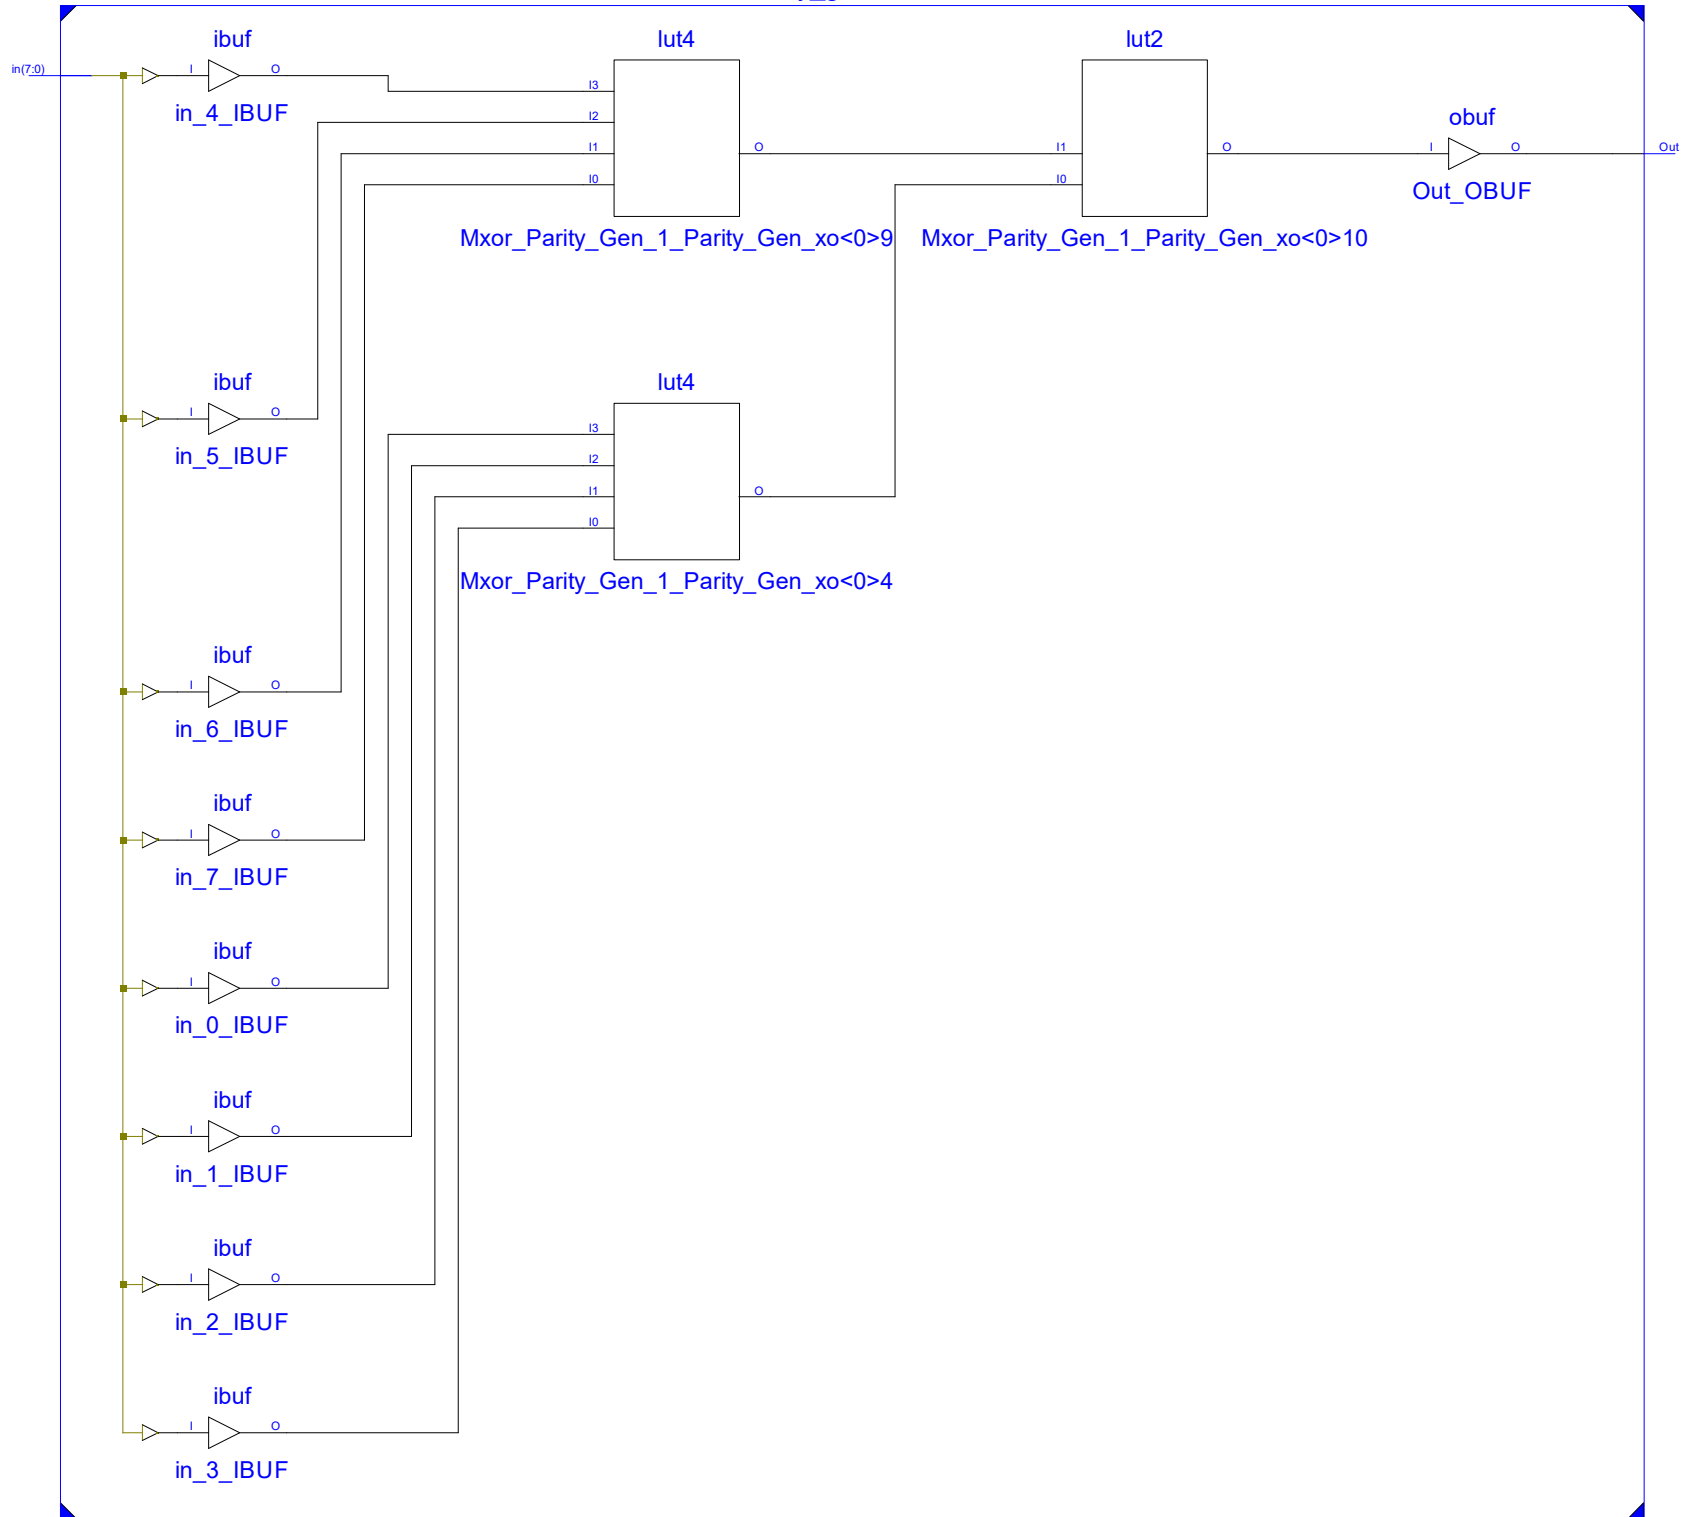 ibuf
lut4
lut2
in(7:0)
I
O
I3
in_4_IBUF
I2
obuf
I1
O
I1
O
I
O
Out
I0
I0
Out_OBUF
Mxor_Parity_Gen_1_Parity_Gen_xo<0>9
Mxor_Parity_Gen_1_Parity_Gen_xo<0>10
ibuf
lut4
I
O
I3
in_5_IBUF
I2
I1
O
I0
Mxor_Parity_Gen_1_Parity_Gen_xo<0>4
ibuf
I
O
in_6_IBUF
ibuf
I
O
in_7_IBUF
ibuf
I
O
in_0_IBUF
ibuf
I
O
in_1_IBUF
ibuf
I
O
in_2_IBUF
ibuf
I
O
in_3_IBUF